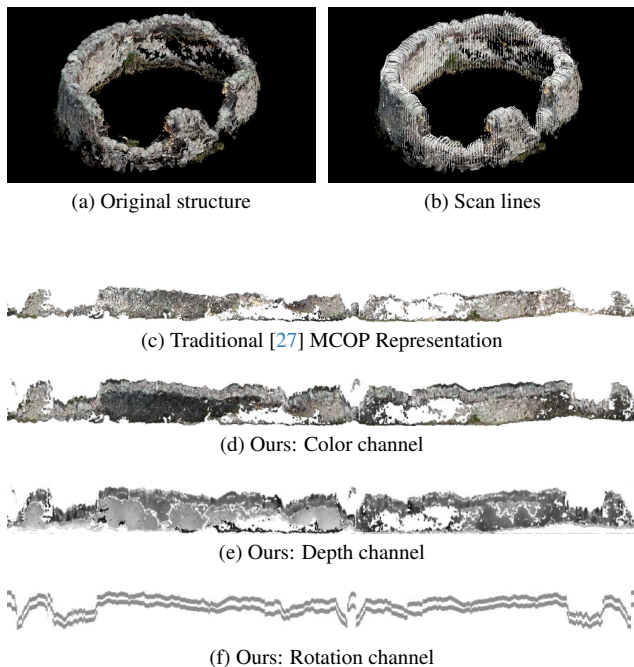 (a) Original structure
(b) Scan lines
(c) Traditional [27] MCOP Representation
(d) Ours: Color channel
(e) Ours: Depth channel
(f) Ours: Rotation channel